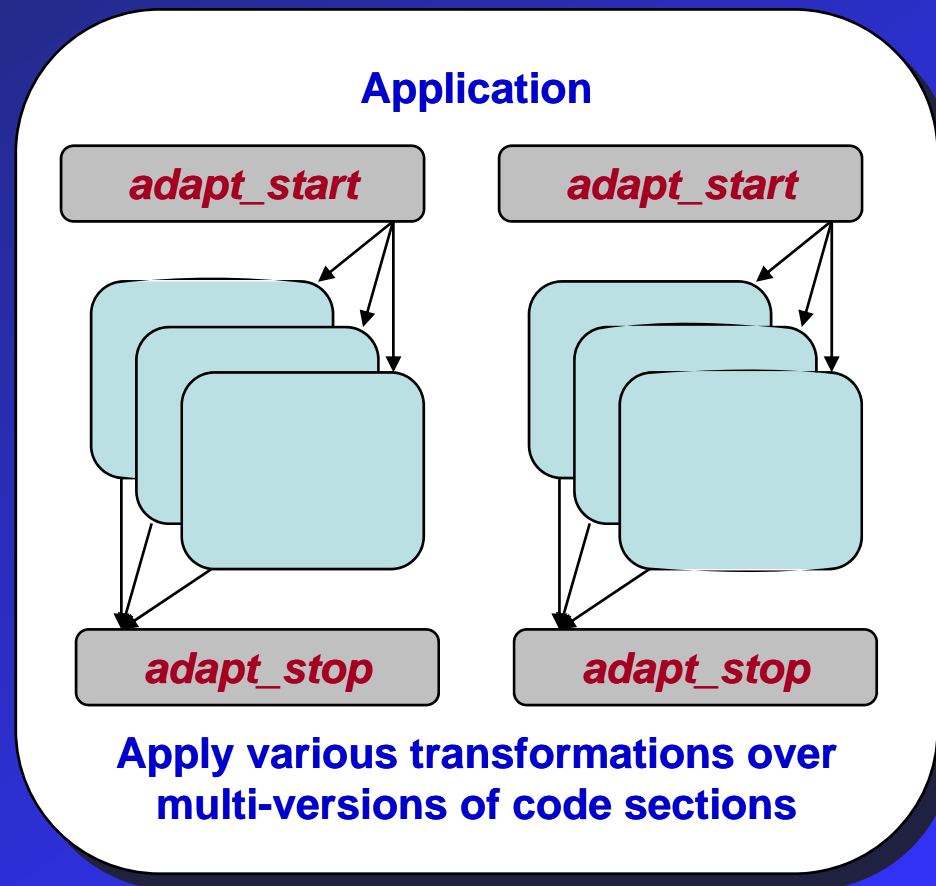 Application
adapt_start
adapt_start
adapt_stop
adapt_stop
Apply various transformations over
multi-versions of code sections